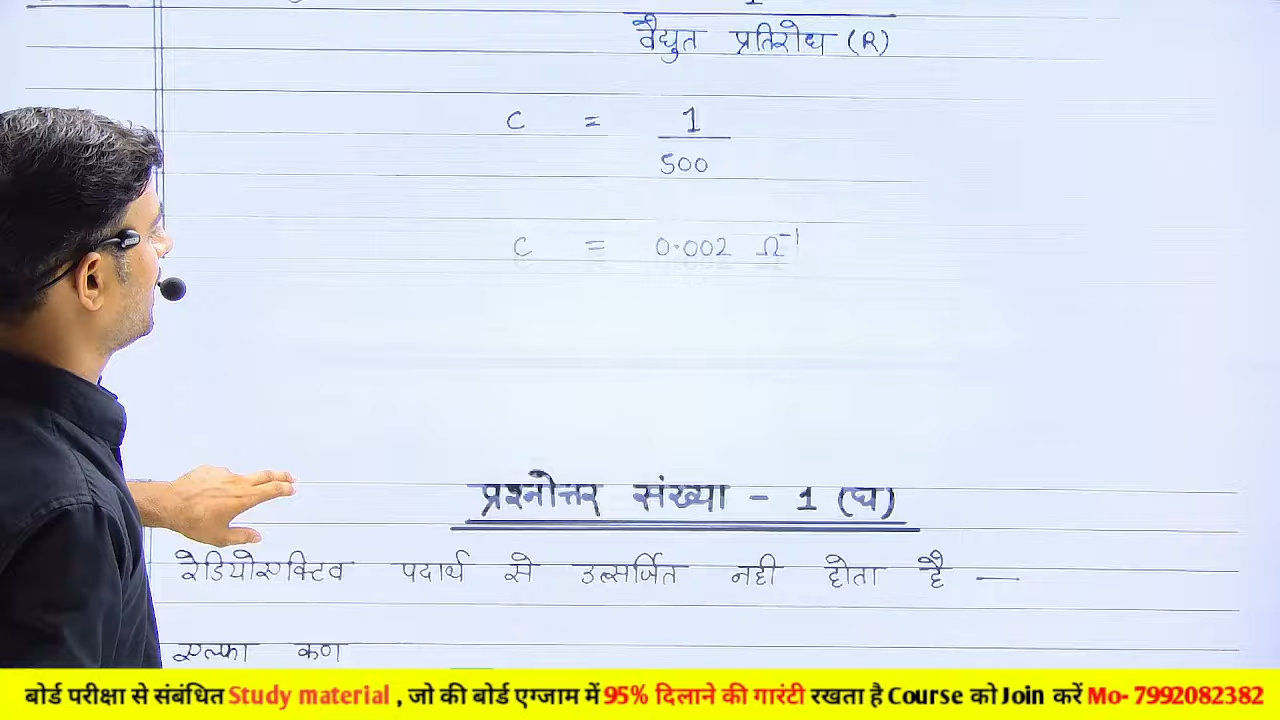 1
वैद्युत प्रतिरोध (R)
C = 1
500
C = 0.002 Ω⁻¹
प्रश्नोत्तर संख्या - 1 (घ)
रेडियोएक्टिव पदार्थ से उत्सर्जित नही होता है —
एल्फा कण
बोर्ड परीक्षा से संबंधित Study material , जो की बोर्ड एग्जाम में 95% दिलाने की गारंटी रखता है Course को Join करें Mo- 7992082382